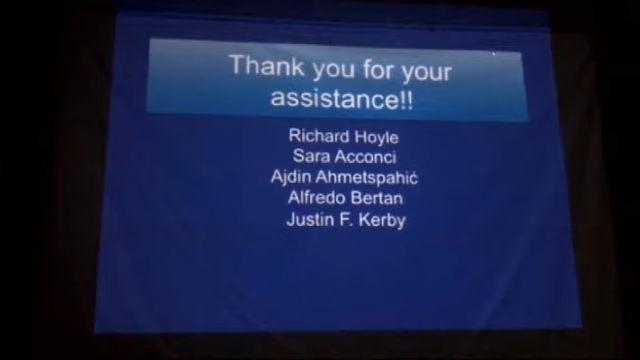 Thank you for your
assistance!!
Richard Hoyle
Sara Acconci
Ajdin Ahmetspahić
Alfredo Bertan
Justin F. Kerby